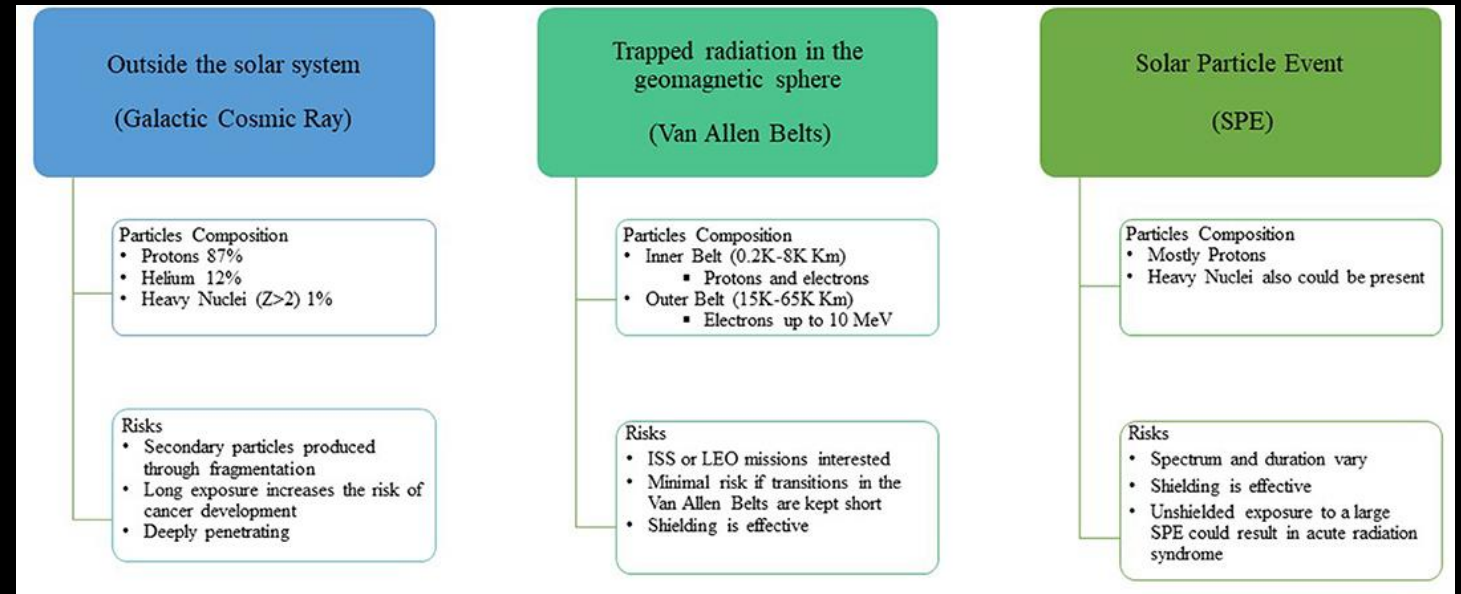 Outside the solar system
(Galactic Cosmic Ray)
Particles Composition
• Protons 87%
• Helium 12%
• Heavy Nuclei (Z>2) 1%
Risks
• Secondary particles produced
through fragmentation
• Long exposure increases the risk of
cancer development
• Deeply penetrating
Trapped radiation in the
geomagnetic sphere
(Van Allen Belts)
Particles Composition
• Inner Belt (0.2K-8K Km)
▪ Protons and electrons
• Outer Belt (15K-65K Km)
▪ Electrons up to 10 MeV
Risks
• ISS or LEO missions interested
• Minimal risk if transitions in the
Van Allen Belts are kept short
• Shielding is effective
Solar Particle Event
(SPE)
Particles Composition
• Mostly Protons
• Heavy Nuclei also could be present
Risks
• Spectrum and duration vary
• Shielding is effective
• Unshielded exposure to a large
SPE could result in acute radiation
syndrome